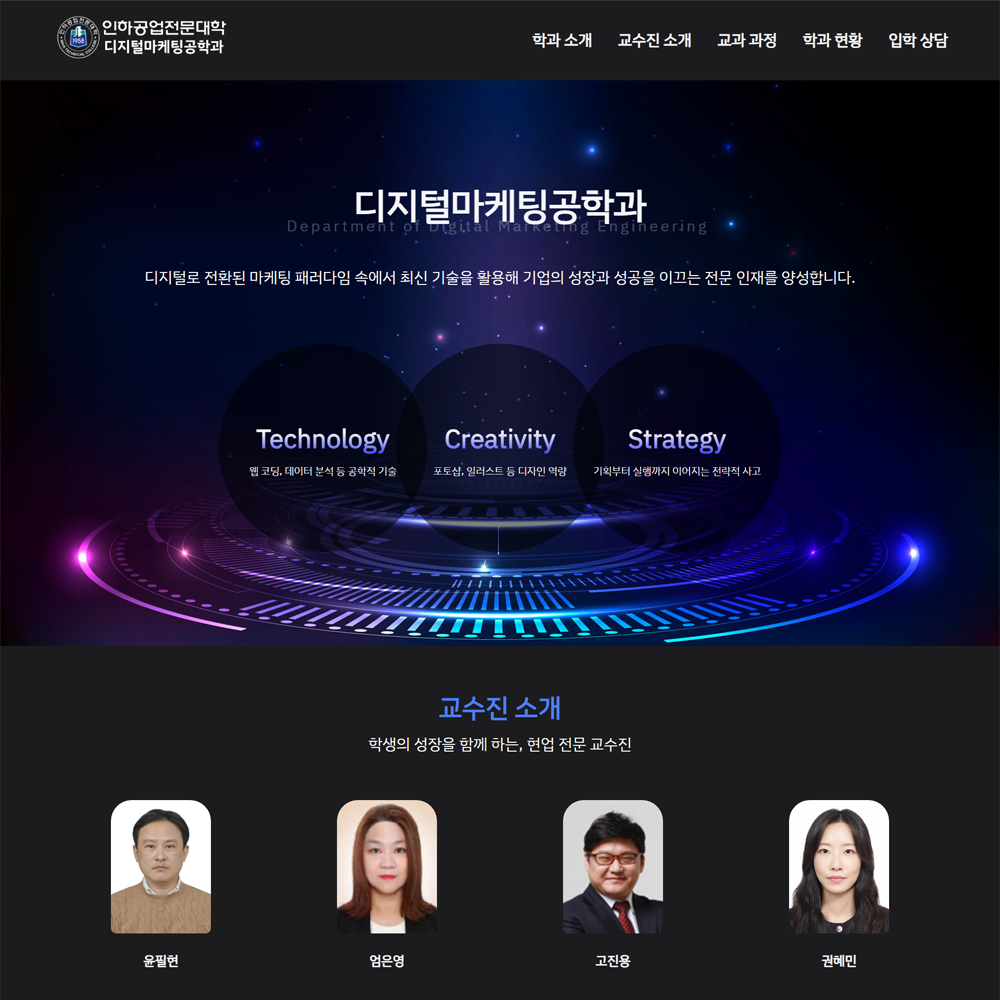 인하공업전문대학
디지털마케팅공학과
학과 소개 교수진 소개 교과 과정 학과 현황 입학 상담
디지털마케팅공학과
Department of Digital Marketing Engineering
디지털로 전환된 마케팅 패러다임 속에서 최신 기술을 활용해 기업의 성장과 성공을 이끄는 전문 인재를 양성합니다.
Technology Creativity Strategy
웹 코딩, 데이터 분석 등 공학적 기술 포토샵, 일러스트 등 디자인 역량 기획부터 실행까지 이어지는 전략적 사고
교수진 소개
학생의 성장을 함께 하는, 현업 전문 교수진
윤필현 엄은영 고진용 권혜민